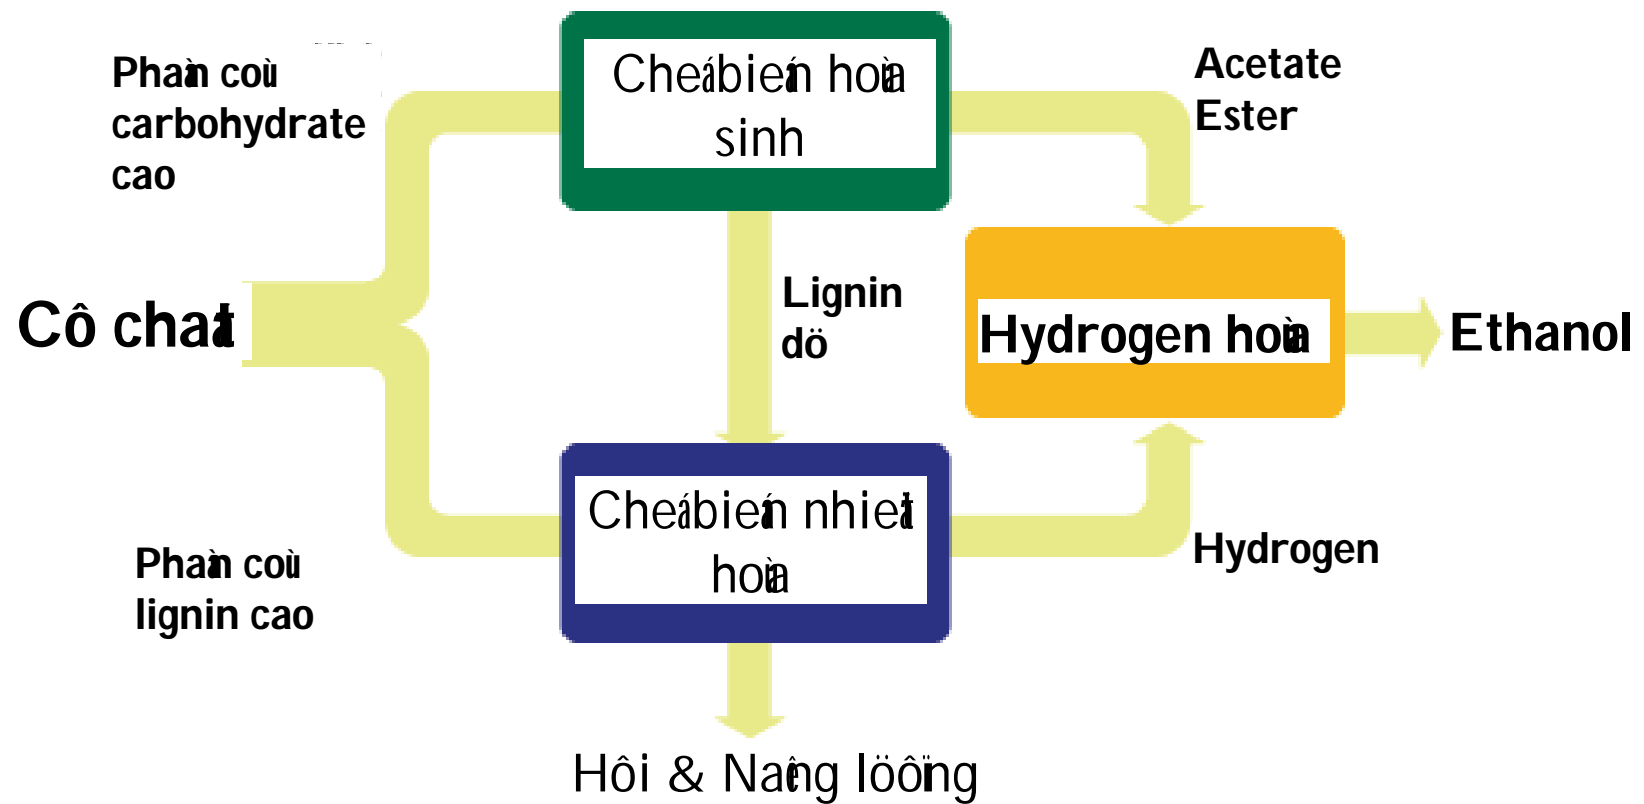 Phaàn coù
carbohydrate
cao
Cheá bieán hoùa
sinh
Acetate
Ester
Cô chaát
Lignin
dö
Hydrogen hoùa
Ethanol
Cheá bieán nhieät
hoùa
Phaàn coù
lignin cao
Hydrogen
Hôi & Naêng löôïng